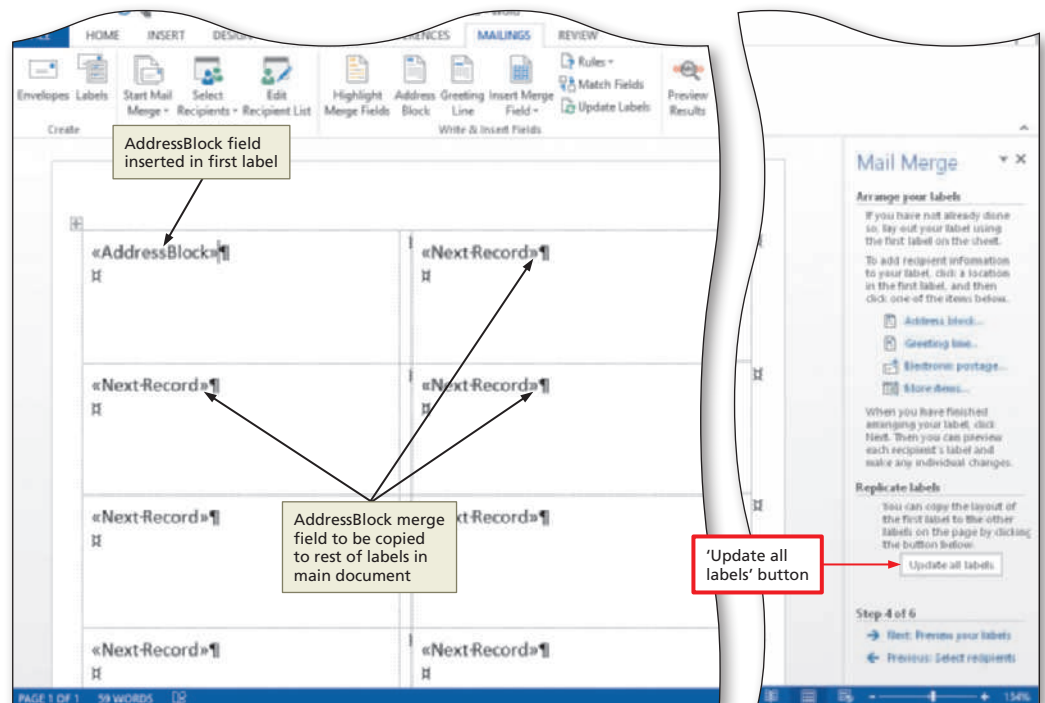 Word
HOME INSERT DESIGN ENCES MAILINGS REVIEW
Envelopes Labels Start Mail Merge Select Recipients Edit Recipient List Highlight Merge Fields Address Block Greeting Line Insert Merge Field Rules Match Fields Update Labels Preview Results
Create Write & Insert Fields
AddressBlock field
inserted in first label
«AddressBlock»¶
¤
«Next·Record»¶
¤
«Next·Record»¶
¤
«Next·Record»¶
¤
«Next·Record»¶
¤
xt·Record»¶
AddressBlock merge
field to be copied
to rest of labels in
main document
«Next·Record»¶
¤
«Next·Record»¶
¤
PAGE 1 OF 1 59 WORDS
Mail Merge
Arrange your labels
If you have not already done
so, lay out your label using
the first label on the sheet.
To add recipient information
to your label, click a location
in the first label, and then
click one of the items below.
Address block...
Greeting line...
Electronic postage...
More items...
When you have finished
arranging your label, click
Next. Then you can preview
each recipient's label and
make any individual changes.
Replicate labels
You can copy the layout of
the first label to the other
labels on the page by clicking
the button below.
Update all labels
'Update all
labels' button
Step 4 of 6
Next: Preview your labels
Previous: Select recipients
154%